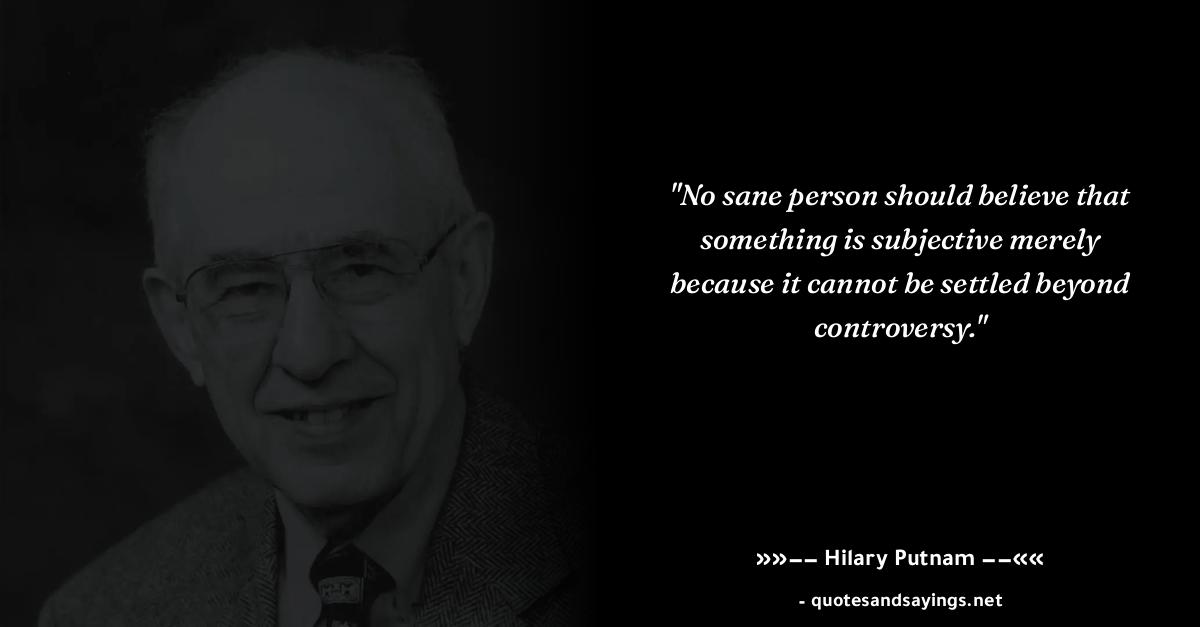 "No sane person should believe that
something is subjective merely
because it cannot be settled beyond
controversy."
»»–– Hilary Putnam ––««
- quotesandsayings.net